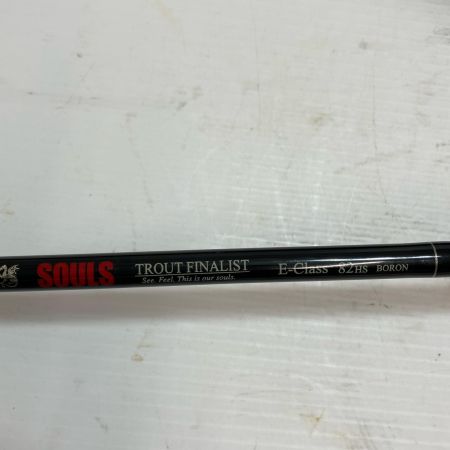 SOULS TROUT FINALIST E-Class 82HS BORON
See. Feel. This is our souls.